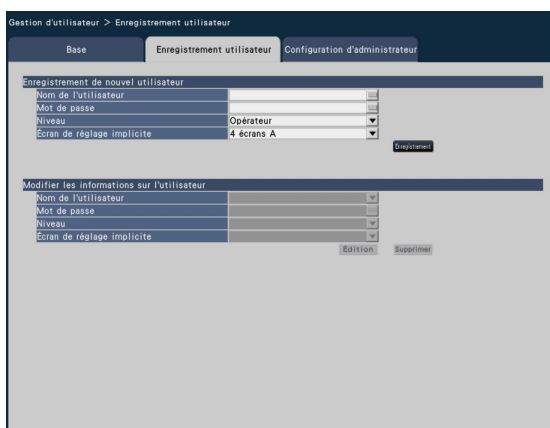 Gestion d'utilisateur > Enregistrement utilisateur
Base Enregistrement utilisateur Configuration d'administrateur
Enregistrement de nouvel utilisateur
Nom de l'utilisateur
Mot de passe
Niveau Opérateur
Écran de réglage implicite 4 écrans A
Enregistrement
Modifier les informations sur l'utilisateur
Nom de l'utilisateur
Mot de passe
Niveau
Écran de réglage implicite
Edition Supprimer